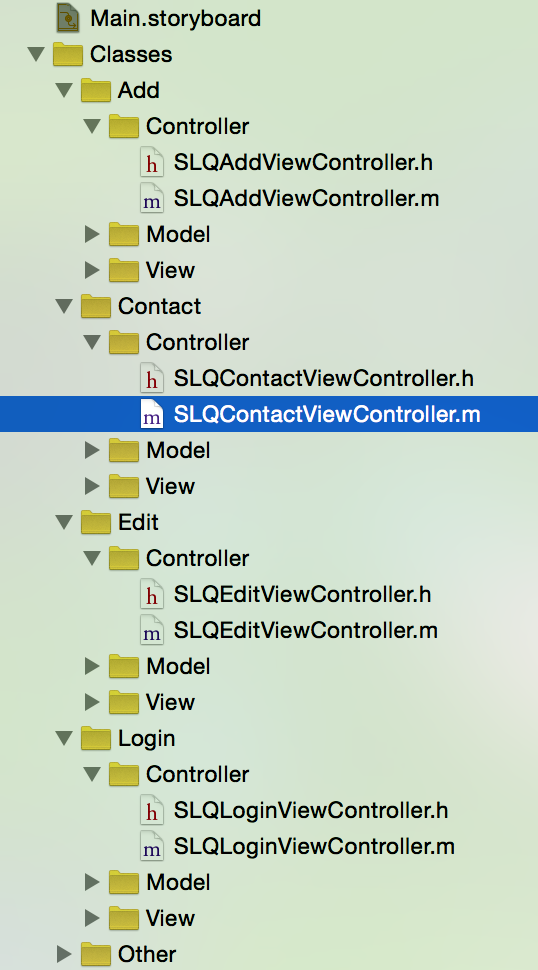 Main.storyboard
Classes
Add
Controller
h SLQAddViewController.h
m SLQAddViewController.m
Model
View
Contact
Controller
h SLQContactViewController.h
m SLQContactViewController.m
Model
View
Edit
Controller
h SLQEditViewController.h
m SLQEditViewController.m
Model
View
Login
Controller
h SLQLoginViewController.h
m SLQLoginViewController.m
Model
View
Other